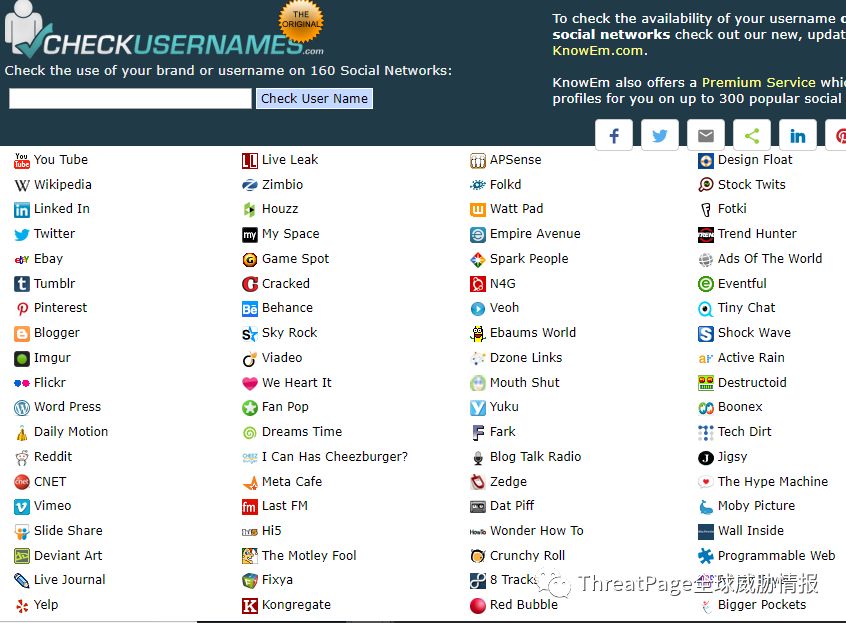 THE ORIGINAL
CHECKUSERNAMES.com
Check the use of your brand or username on 160 Social Networks:
Check User Name
To check the availability of your username
social networks check out our new, updat
KnowEm.com.
KnowEm also offers a Premium Service
profiles for you on up to 300 popular social
You Tube
Wikipedia
Linked In
Twitter
Ebay
Tumblr
Pinterest
Blogger
Imgur
Flickr
Word Press
Daily Motion
Reddit
CNET
Vimeo
Slide Share
Deviant Art
Live Journal
Yelp
Live Leak
Zimbio
Houzz
My Space
Game Spot
Cracked
Behance
Sky Rock
Viadeo
We Heart It
Fan Pop
Dreams Time
I Can Has Cheezburger?
Meta Cafe
Last FM
Hi5
The Motley Fool
Fixya
Kongregate
APSense
Folkd
Watt Pad
Empire Avenue
Spark People
N4G
Veoh
Ebaums World
Dzone Links
Mouth Shut
Yuku
Fark
Blog Talk Radio
Zedge
Dat Piff
Wonder How To
Crunchy Roll
8 Tracks
Red Bubble
Design Float
Stock Twits
Fotki
Trend Hunter
Ads Of The World
Eventful
Tiny Chat
Shock Wave
Active Rain
Destructoid
Boonex
Tech Dirt
Jigsy
The Hype Machine
Moby Picture
Wall Inside
Programmable Web
Bigger Pockets
ThreatPage全球威胁情报